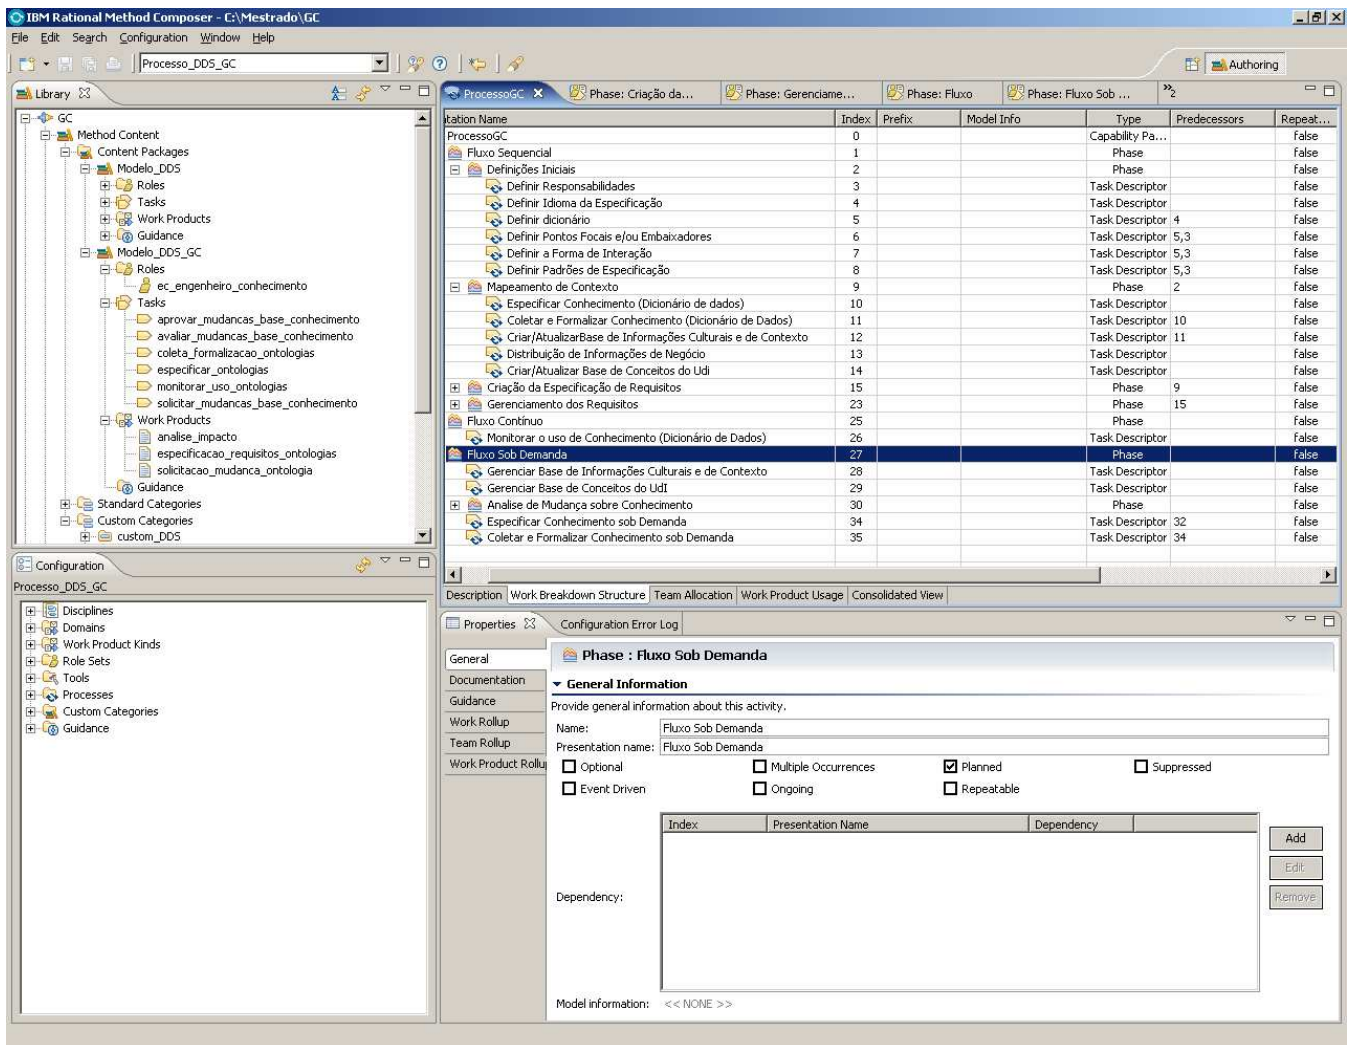 IBM Rational Method Composer - C:\Mestrado\GC
File Edit Search Configuration Window Help
Processo_DDS_GC
Authoring
Library
GC
Method Content
Content Packages
Modelo_DDS
Roles
Tasks
Work Products
Guidance
Modelo_DDS_GC
Roles
ec_engenheiro_conhecimento
Tasks
aprovar_mudancas_base_conhecimento
avaliar_mudancas_base_conhecimento
coleta_formalizacao_ontologias
especificar_ontologias
monitorar_uso_ontologias
solicitar_mudancas_base_conhecimento
Work Products
analise_impacto
especificacao_requisitos_ontologias
solicitacao_mudanca_ontologia
Guidance
Standard Categories
Custom Categories
custom_DDS
ProcessoGC Phase: Criação da... Phase: Gerenciame... Phase: Fluxo Phase: Fluxo Sob ... »2
tation Name Index Prefix Model Info Type Predecessors Repeat...
ProcessoGC 0 Capability Pa... false
Fluxo Sequencial 1 Phase false
Definições Iniciais 2 Phase false
Definir Responsabilidades 3 Task Descriptor false
Definir Idioma da Especificação 4 Task Descriptor false
Definir dicionário 5 Task Descriptor 4 false
Definir Pontos Focais e/ou Embaixadores 6 Task Descriptor 5,3 false
Definir a Forma de Interação 7 Task Descriptor 5,3 false
Definir Padrões de Especificação 8 Task Descriptor 5,3 false
Mapeamento de Contexto 9 Phase 2 false
Especificar Conhecimento (Dicionário de dados) 10 Task Descriptor false
Coletar e Formalizar Conhecimento (Dicionário de Dados) 11 Task Descriptor 10 false
Criar/AtualizarBase de Informações Culturais e de Contexto 12 Task Descriptor 11 false
Distribuição de Informações de Negócio 13 Task Descriptor false
Criar/Atualizar Base de Conceitos do Udi 14 Task Descriptor false
Criação da Especificação de Requisitos 15 Phase 9 false
Gerenciamento dos Requisitos 23 Phase 15 false
Fluxo Contínuo 25 Phase false
Monitorar o uso de Conhecimento (Dicionário de Dados) 26 Task Descriptor false
Fluxo Sob Demanda 27 Phase false
Gerenciar Base de Informações Culturais e de Contexto 28 Task Descriptor false
Gerenciar Base de Conceitos do UdI 29 Task Descriptor false
Analise de Mudança sobre Conhecimento 30 Phase false
Especificar Conhecimento sob Demanda 34 Task Descriptor 32 false
Coletar e Formalizar Conhecimento sob Demanda 35 Task Descriptor 34 false
Description Work Breakdown Structure Team Allocation Work Product Usage Consolidated View
Configuration
Processo_DDS_GC
Disciplines
Domains
Work Product Kinds
Role Sets
Tools
Processes
Custom Categories
Guidance
Properties Configuration Error Log
General
Documentation
Guidance
Work Rollup
Team Rollup
Work Product Rollup
Phase : Fluxo Sob Demanda
General Information
Provide general information about this activity.
Name: Fluxo Sob Demanda
Presentation name: Fluxo Sob Demanda
Optional Multiple Occurrences Planned Suppressed
Event Driven Ongoing Repeatable
Index Presentation Name Dependency
Add
Edit
Remove
Dependency:
Model information: << NONE >>